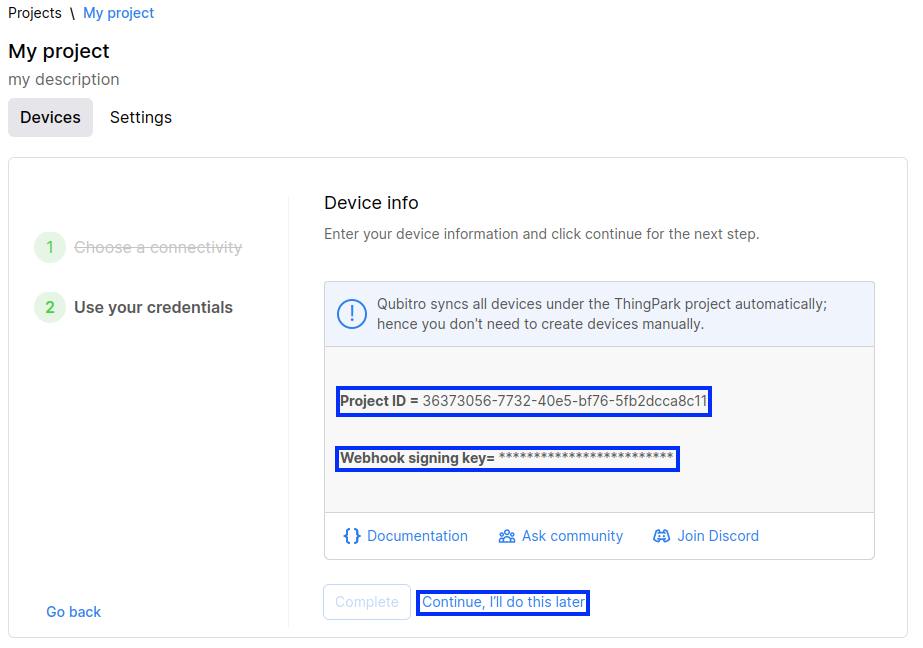 Projects \ My project
My project
my description
Devices Settings
1 Choose a connectivity
2 Use your credentials
Go back
Device info
Enter your device information and click continue for the next step.
! Qubitro syncs all devices under the ThingPark project automatically;
hence you don't need to create devices manually.
Project ID = 36373056-7732-40e5-bf76-5fb2dcca8c11
Webhook signing key= *************************
{} Documentation Ask community Join Discord
Complete Continue, I'll do this later